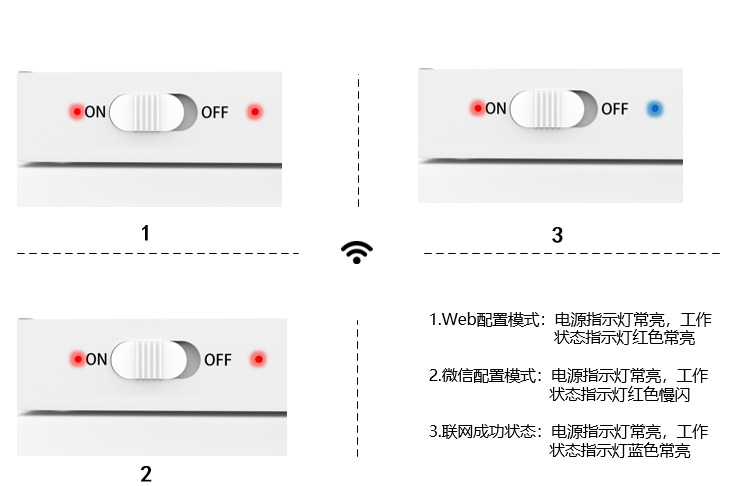 ON OFF
1
ON OFF
3
ON OFF
2
1.Web配置模式：电源指示灯常亮，工作
状态指示灯红色常亮
2.微信配置模式：电源指示灯常亮，工作
状态指示灯红色慢闪
3.联网成功状态：电源指示灯常亮，工作
状态指示灯蓝色常亮